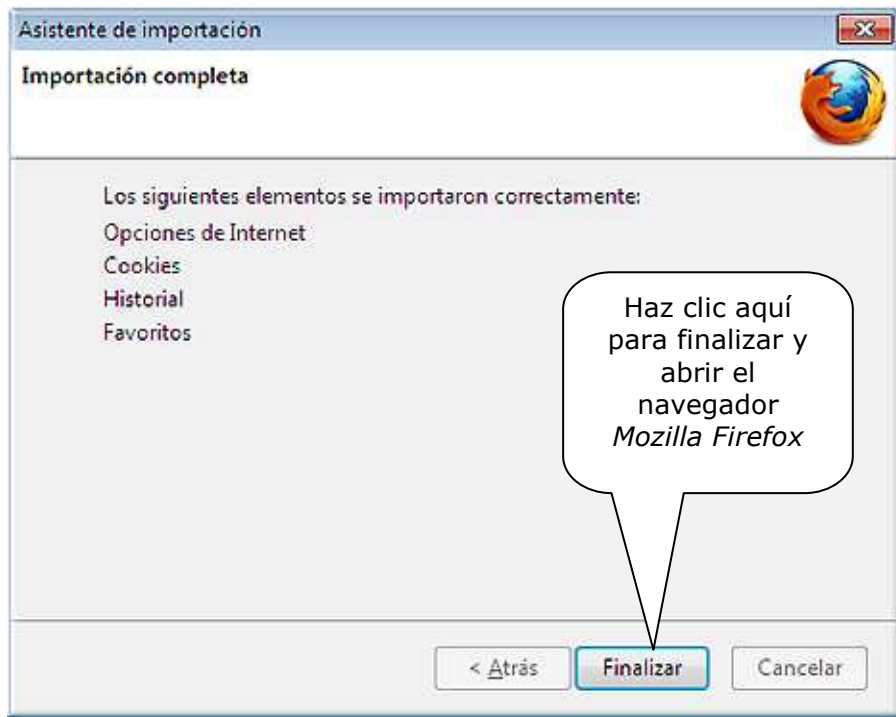 Asistente de importación
Importación completa
Los siguientes elementos se importaron correctamente:
Opciones de Internet
Cookies
Historial
Favoritos
Haz clic aquí
para finalizar y
abrir el
navegador
Mozilla Firefox
< Atrás
Finalizar
Cancelar